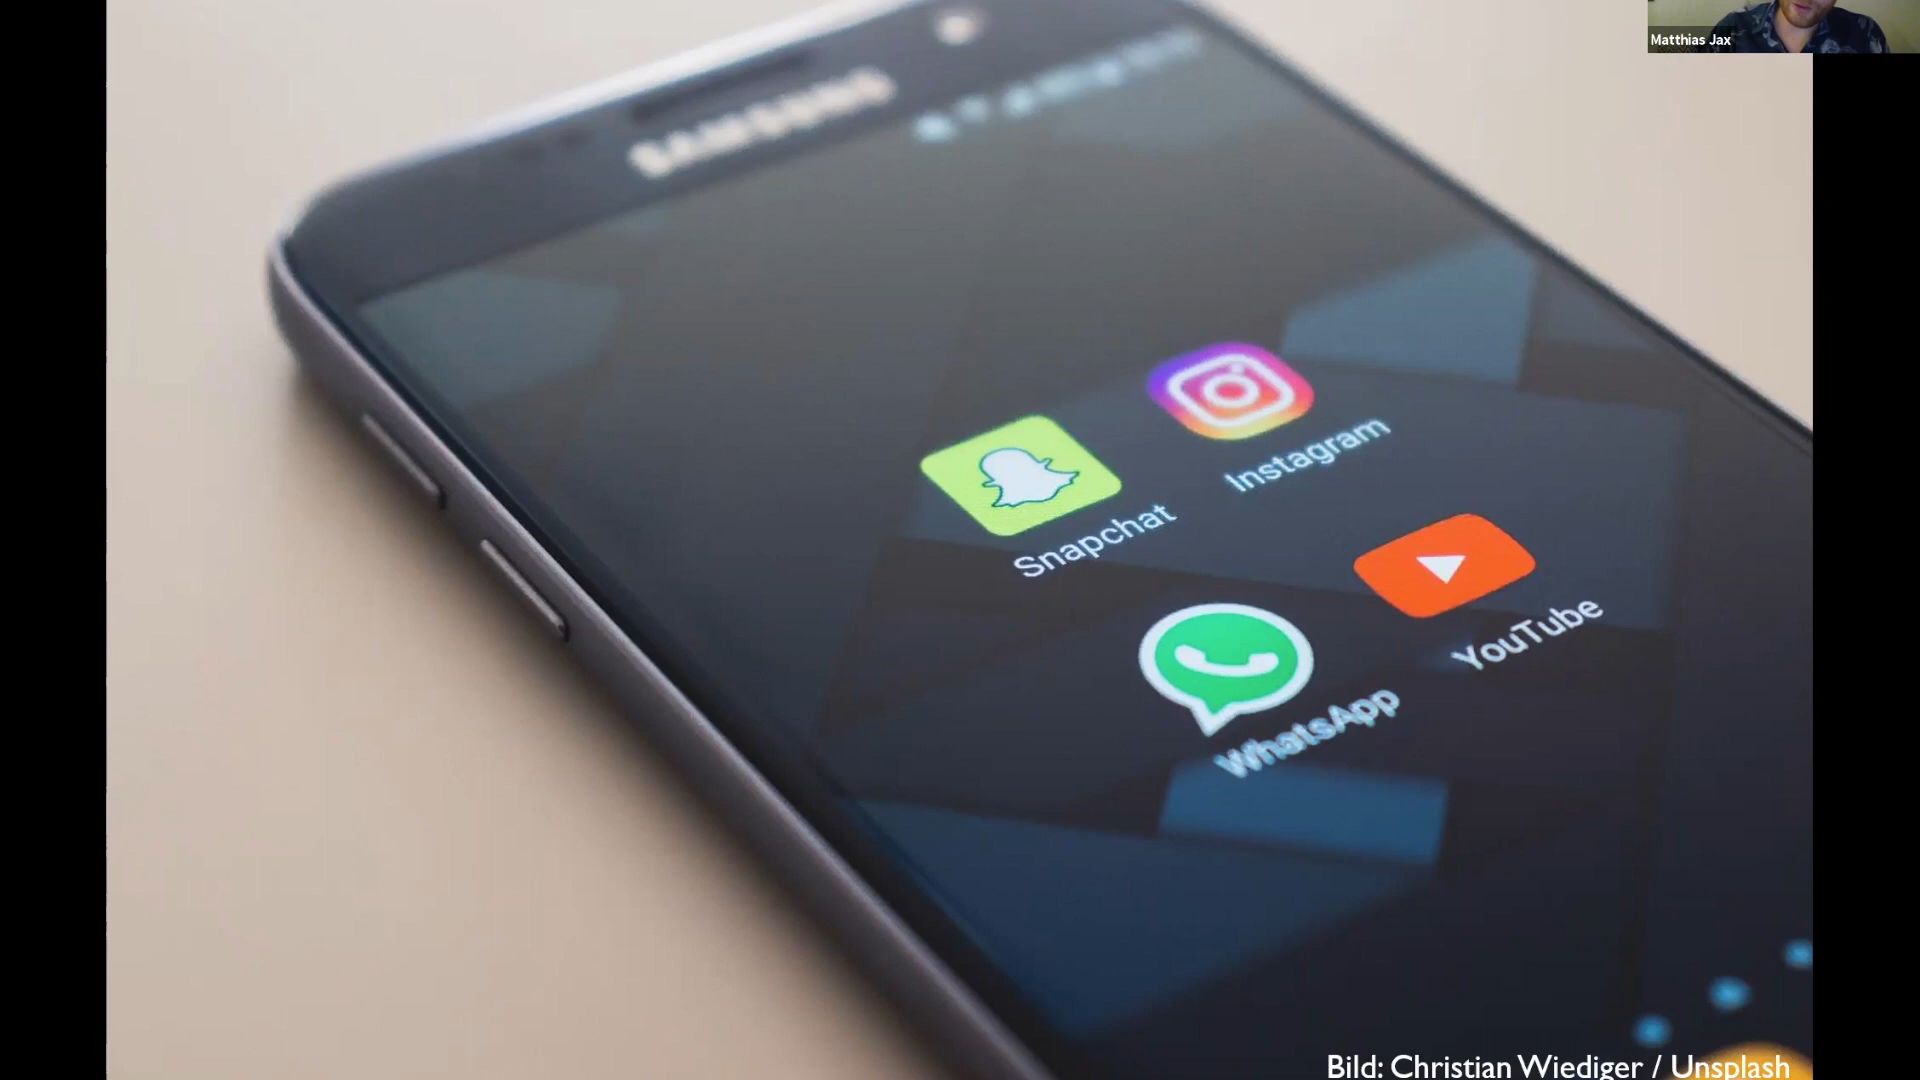 Matthias Jax
SAMSUNG
Instagram
Snapchat
YouTube
WhatsApp
Bild: Christian Wiediger / Unsplash